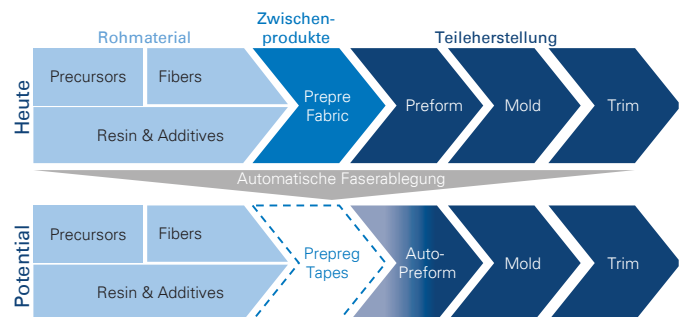 Zwischen-
produkte
Rohmaterial
Teileherstellung
Heute
Precursors
Fibers
Resin & Additives
Prepre
Fabric
Preform
Mold
Trim
Automatische Faserablegung
Potential
Precursors
Fibers
Resin & Additives
Prepreg
Tapes
Auto-
Preform
Mold
Trim